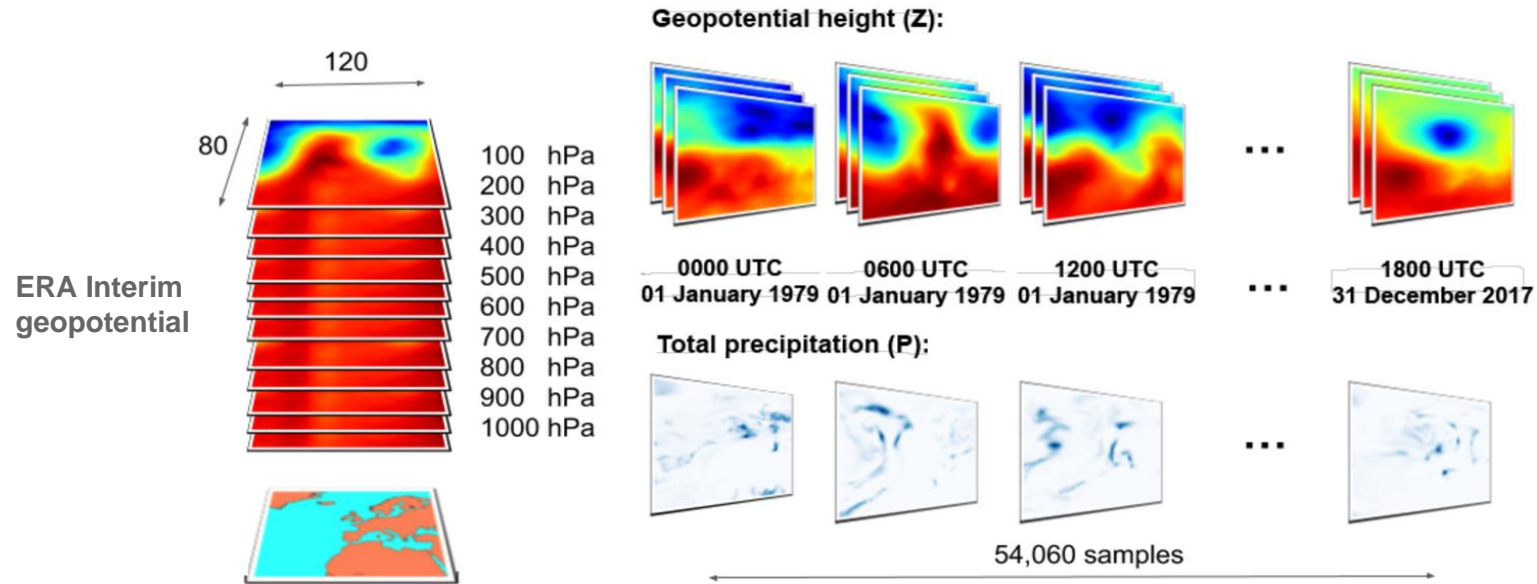 Geopotential height (Z):
120
80
100 hPa
200 hPa
300 hPa
400 hPa
500 hPa
600 hPa
700 hPa
800 hPa
900 hPa
1000 hPa
ERA Interim
geopotential
0000 UTC
01 January 1979
0600 UTC
01 January 1979
1200 UTC
01 January 1979
...
...
1800 UTC
31 December 2017
Total precipitation (P):
...
54,060 samples